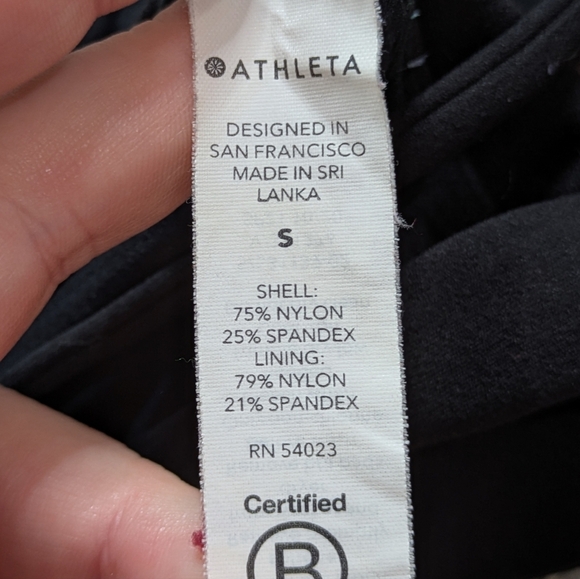 ATHLETA
DESIGNED IN
SAN FRANCISCO
MADE IN SRI
LANKA
S
SHELL:
75% NYLON
25% SPANDEX
LINING:
79% NYLON
21% SPANDEX
RN 54023
Certified
B